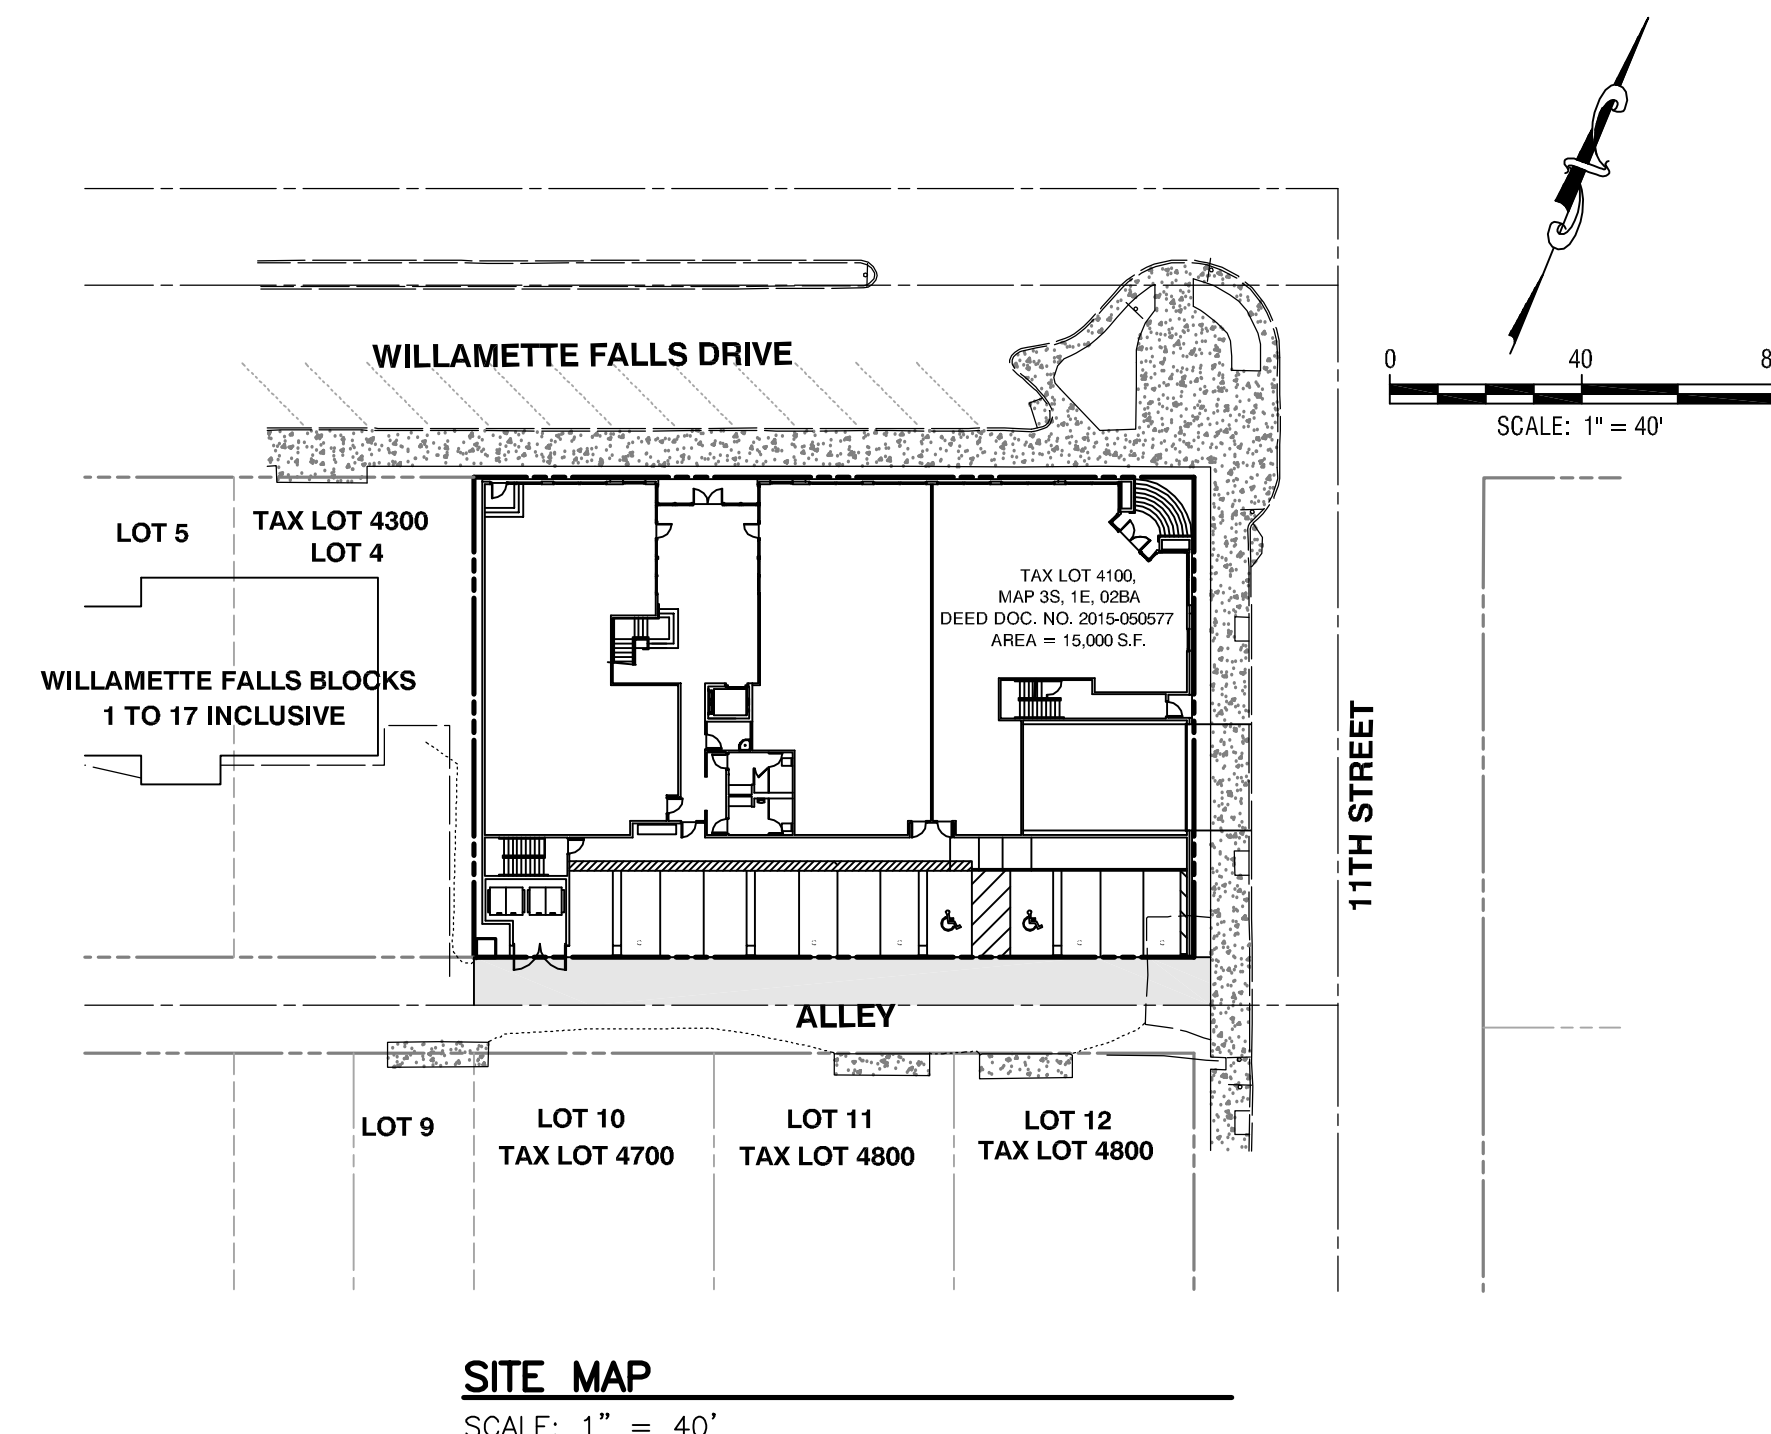 0 40 8
SCALE: 1" = 40'
WILLAMETTE FALLS DRIVE
LOT 5
TAX LOT 4300
LOT 4
TAX LOT 4100,
MAP 3S, 1E, 02BA
DEED DOC. NO. 2015-050577
AREA = 15,000 S.F.
WILLAMETTE FALLS BLOCKS
1 TO 17 INCLUSIVE
11TH STREET
ALLEY
LOT 9
LOT 10
TAX LOT 4700
LOT 11
TAX LOT 4800
LOT 12
TAX LOT 4800
SITE MAP
SCALE: 1" = 40'